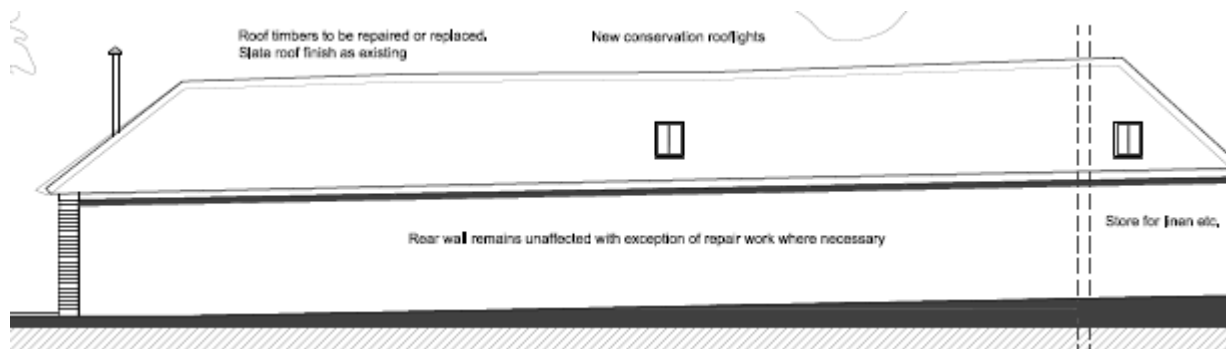 Roof timbers to be repaired or replaced.
Slate roof finish as existing
New conservation rooflights
Rear wall remains unaffected with exception of repair work where necessary
Store for linen etc.